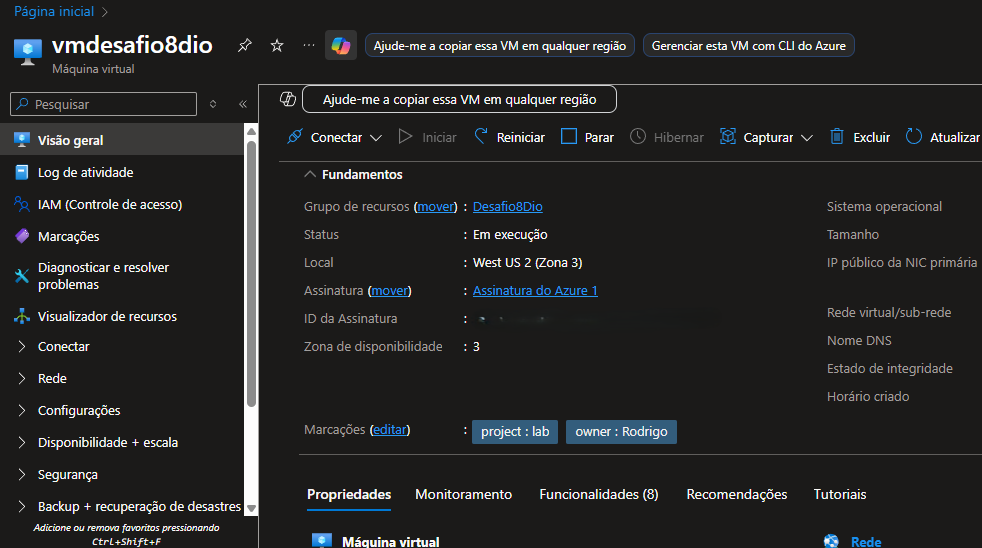 Página inicial >
vmdesafio8dio
Máquina virtual
Ajude-me a copiar essa VM em qualquer região
Gerenciar esta VM com CLI do Azure
Pesquisar
Visão geral
Log de atividade
IAM (Controle de acesso)
Marcações
Diagnosticar e resolver
problemas
Visualizador de recursos
Conectar
Rede
Configurações
Disponibilidade + escala
Segurança
Backup + recuperação de desastres
Adicione ou remova favoritos pressionando
Ctrl+Shift+F
Ajude-me a copiar essa VM em qualquer região
Conectar Iniciar Reiniciar Parar Hibernar Capturar Excluir Atualizar
Fundamentos
Grupo de recursos (mover) : Desafio8Dio
Status : Em execução
Local : West US 2 (Zona 3)
Assinatura (mover) : Assinatura do Azure 1
ID da Assinatura :
Zona de disponibilidade : 3
Sistema operacional
Tamanho
IP público da NIC primária
Rede virtual/sub-rede
Nome DNS
Estado de integridade
Horário criado
Marcações (editar) : project : lab owner : Rodrigo
Propriedades Monitoramento Funcionalidades (8) Recomendações Tutoriais
Máquina virtual
Rede